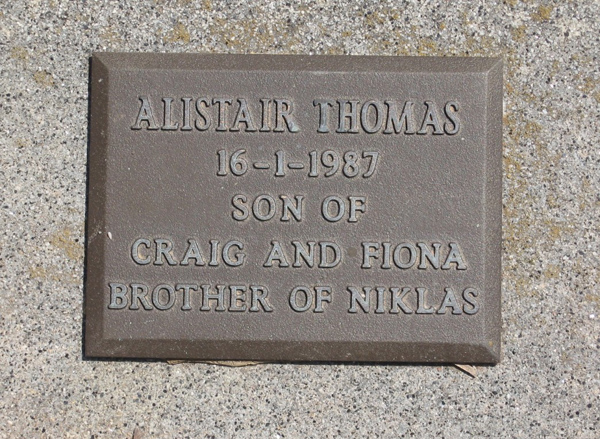 ALISTAIR THOMAS
16-1-1987
SON OF
CRAIG AND FIONA
BROTHER OF NIKLAS